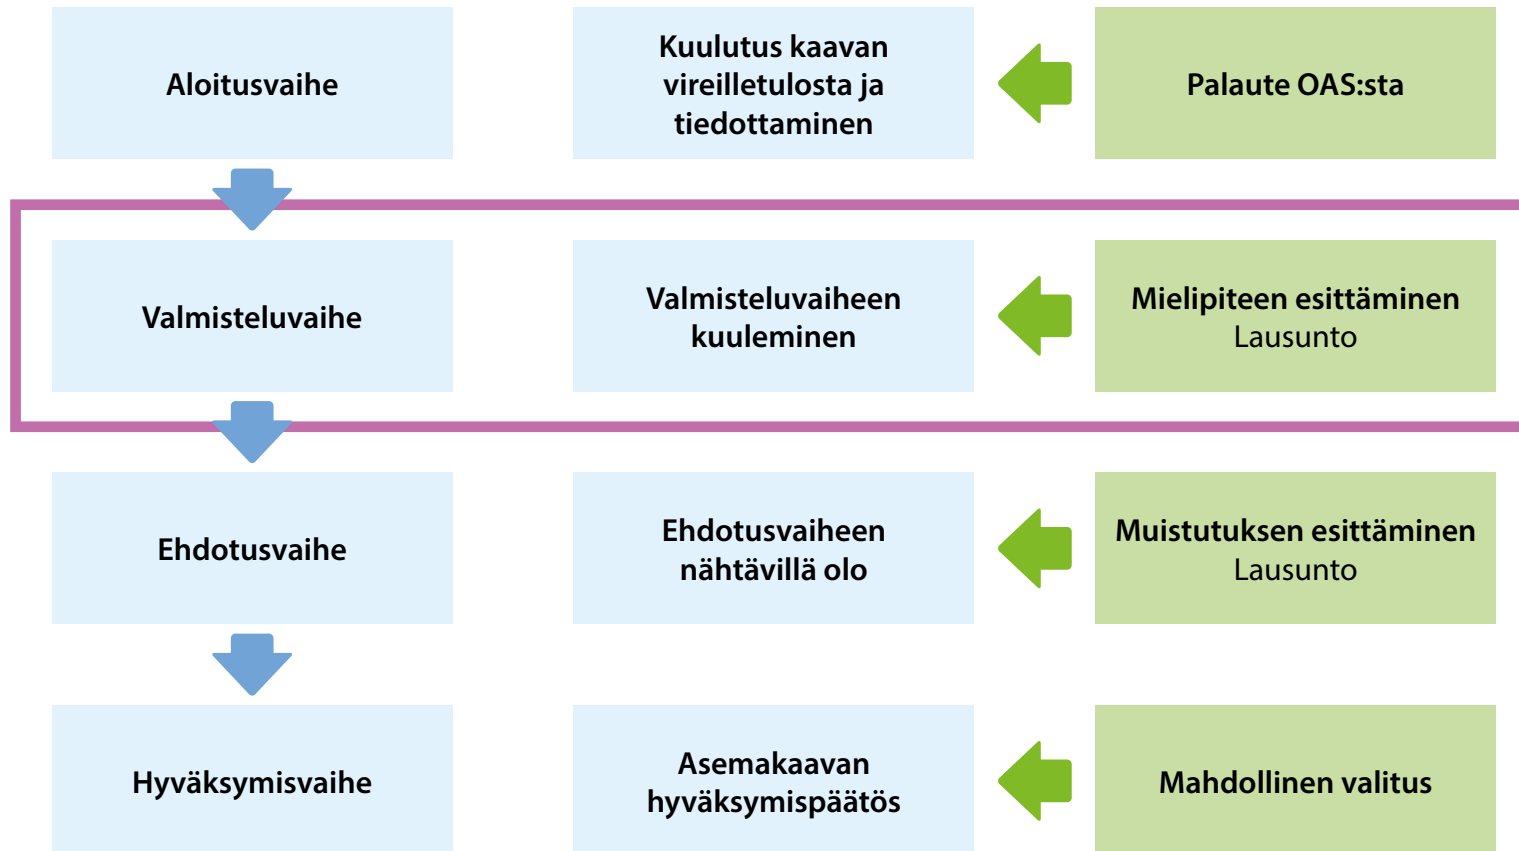 Aloitusvaihe
Kuulutus kaavan
vireilletulosta ja
tiedottaminen
Palaute OAS:sta
Valmisteluvaihe
Valmisteluvaiheen
kuuleminen
Mielipiteen esittäminen
Lausunto
Ehdotusvaihe
Ehdotusvaiheen
nähtävillä olo
Muistutuksen esittäminen
Lausunto
Hyväksymisvaihe
Asemakaavan
hyväksymispäätös
Mahdollinen valitus